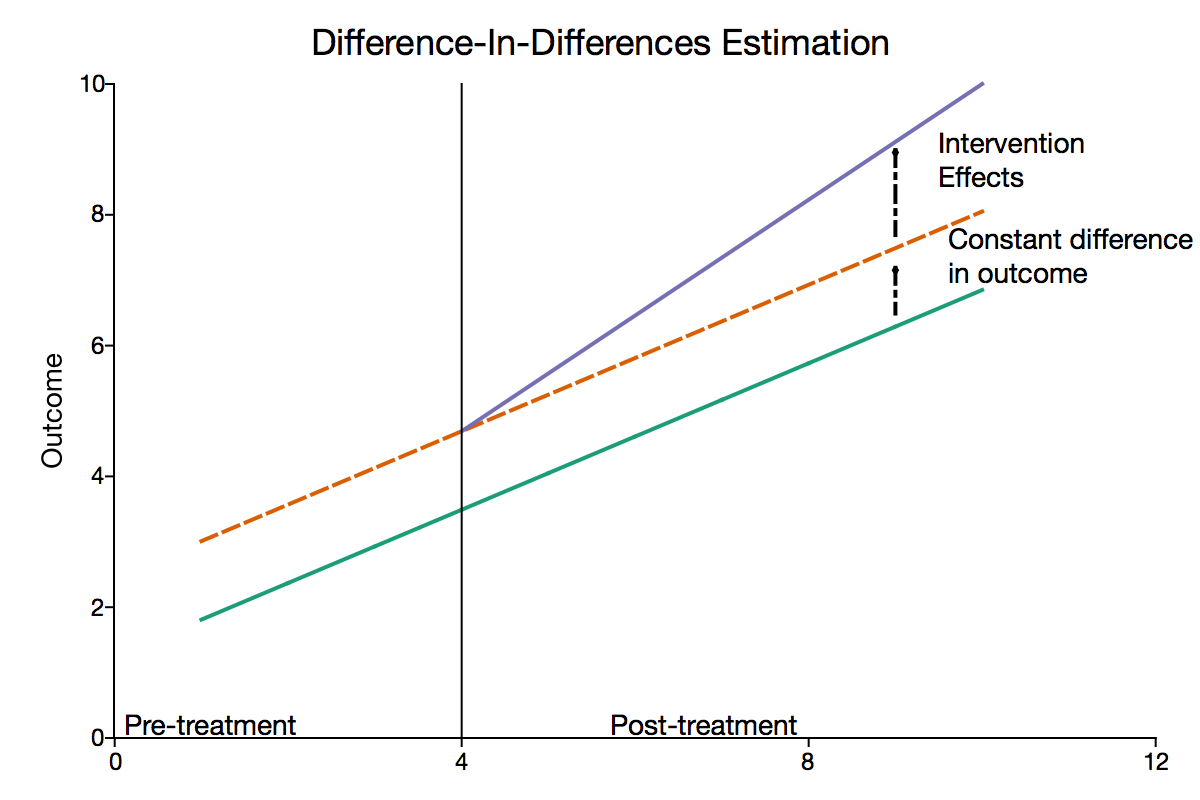 Difference-In-Differences Estimation
10
8
6
4
2
0
Outcome
Intervention
Effects
Constant difference
in outcome
Pre-treatment
Post-treatment
0
4
8
12